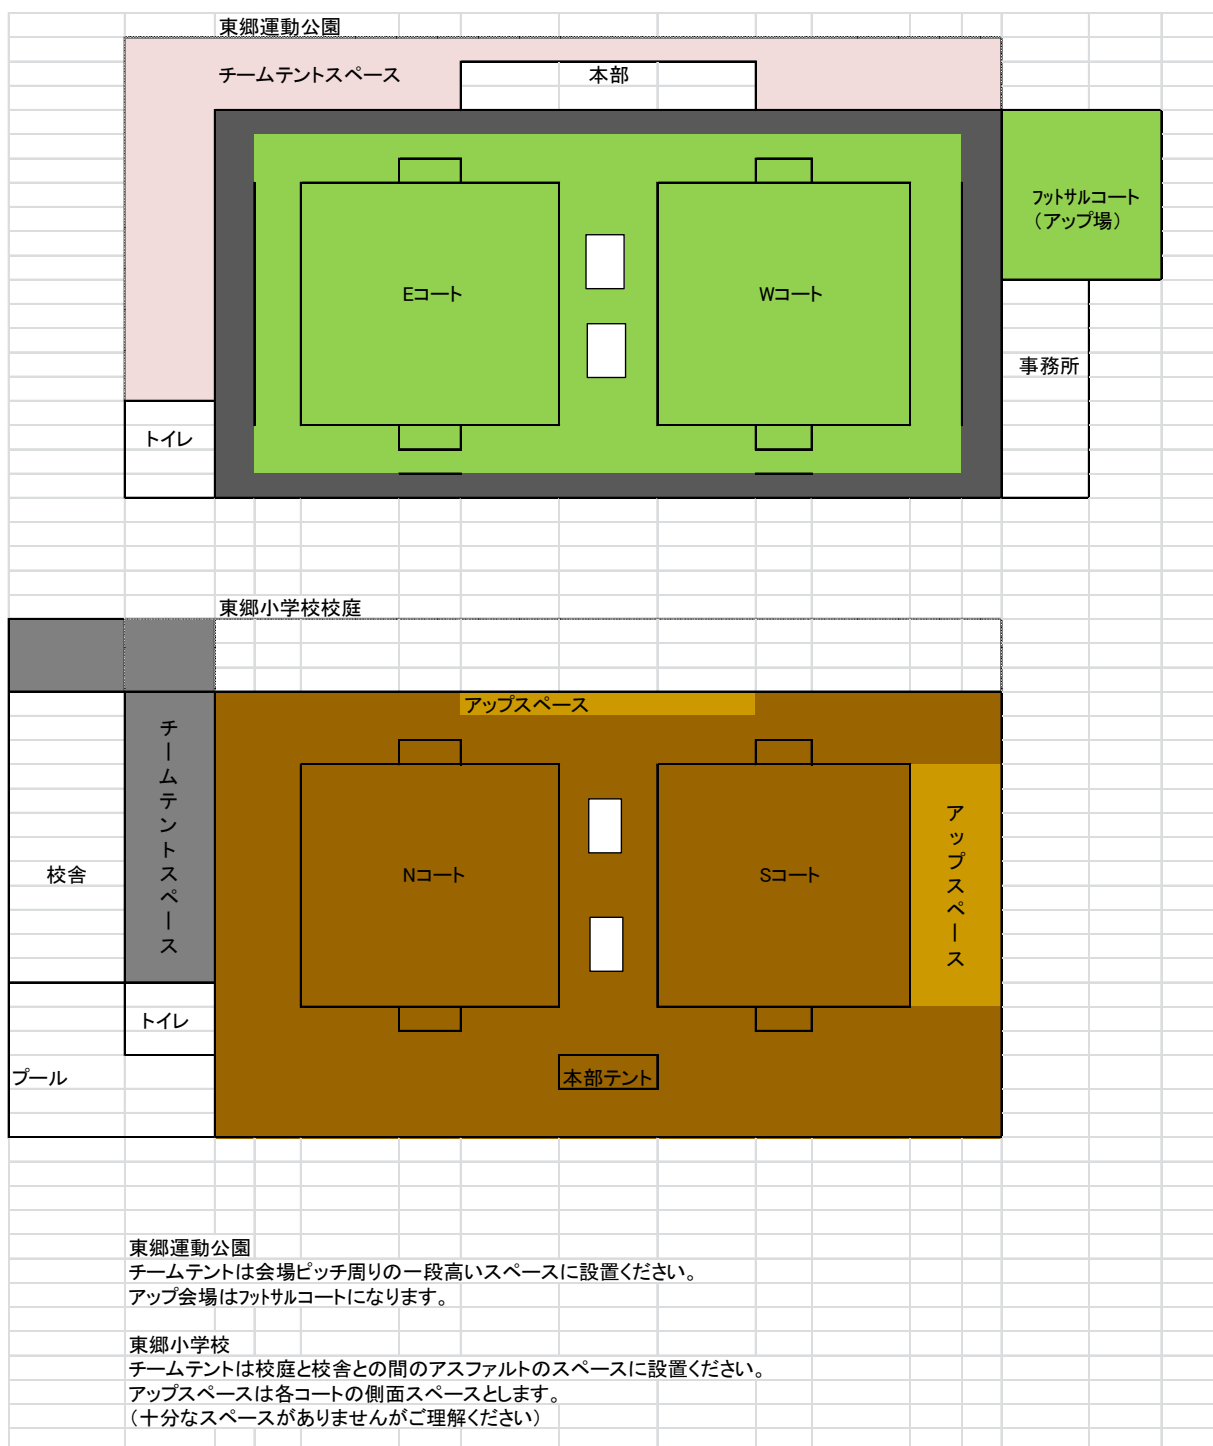 東郷運動公園
チームテントスペース
本部
フットサルコート
(アップ場)
Eコート
Wコート
事務所
トイレ
東郷小学校校庭
アップスペース
チームテントスペース
アップスペース
校舎
Nコート
Sコート
トイレ
プール
本部テント
東郷運動公園
チームテントは会場ピッチ周りの一段高いスペースに設置ください。
アップ会場はフットサルコートになります。
東郷小学校
チームテントは校庭と校舎との間のアスファルトのスペースに設置ください。
アップスペースは各コートの側面スペースとします。
(十分なスペースがありませんがご理解ください)